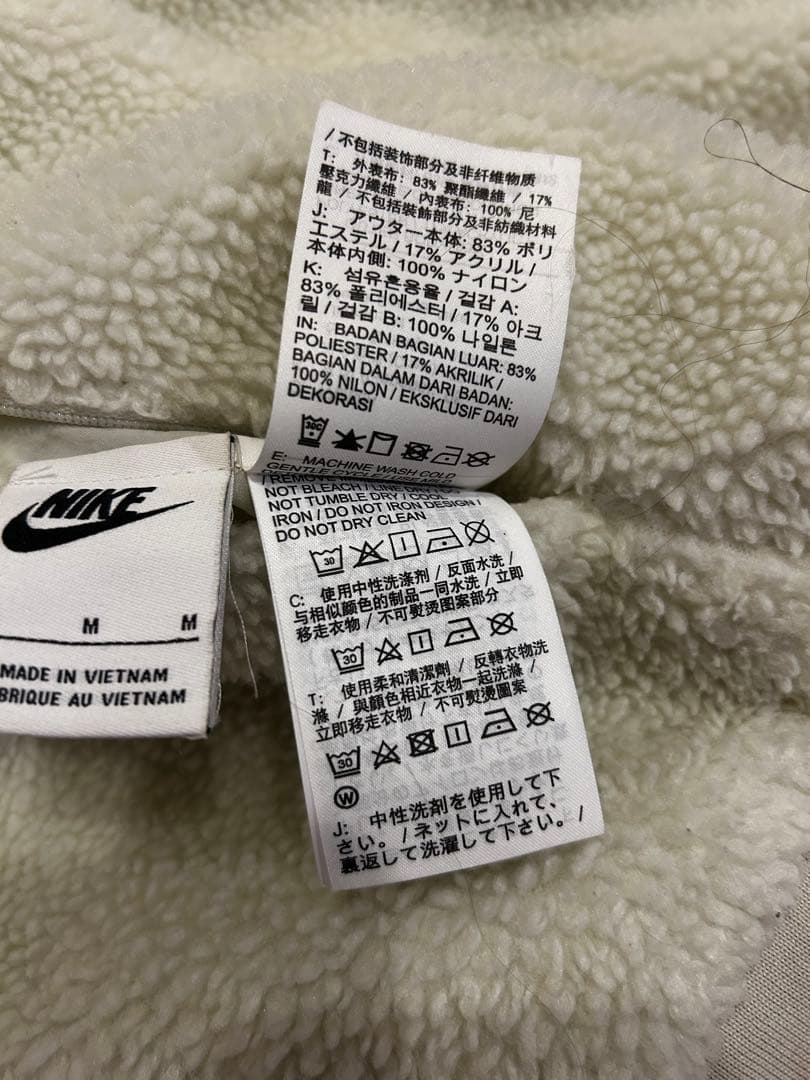 / 不包括装饰部分及非纤维物质
T: 外表布: 83% 聚酯纖維 / 17%
壓克力纖維 / 內表布: 100% 尼
龍 / 不包括裝飾部分及非紡織材料
J: アウター本体: 83% ポリ
エステル / 17% アクリル /
本体内側: 100% ナイロン
K: 섬유혼용율 / 겉감 A:
83% 폴리에스터 / 17% 아크
릴 / 겉감 B: 100% 나일론
IN: BADAN BAGIAN LUAR: 83%
POLIESTER / 17% AKRILIK /
BAGIAN DALAM DARI BADAN:
100% NILON / EKSKLUSIF DARI
DEKORASI
30C
E: MACHINE WASH COLD
GENTLE CYCLE
NOT BLEACH / LINE
NOT TUMBLE DRY / COOL
IRON / DO NOT IRON DESIGN /
DO NOT DRY CLEAN
30
C: 使用中性洗涤剂 / 反面水洗 /
与相似颜色的制品一同水洗 / 立即
移走衣物 / 不可熨烫图案部分
30
T: 使用柔和清潔劑 / 反轉衣物洗
滌 / 與顏色相近衣物一起洗滌 /
立即移走衣物 / 不可熨燙圖案
30
W
J: 中性洗剤を使用して下
さい。/ ネットに入れて、
裏返して洗濯して下さい。/
NIKE
M M
MADE IN VIETNAM
BRIQUE AU VIETNAM